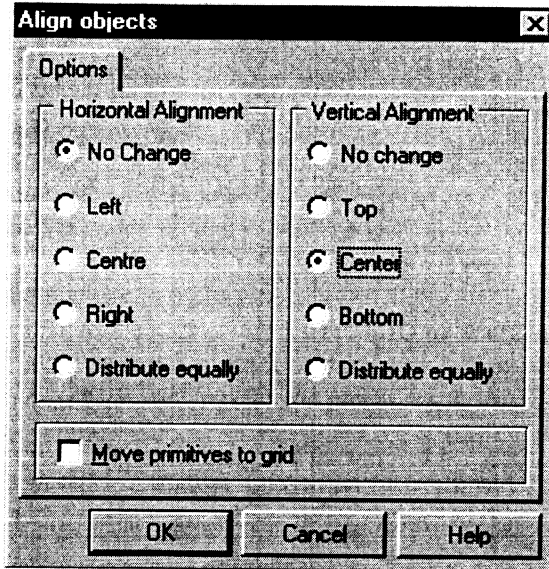 Align objects
Options
Horizontal Alignment
No Change
Left
Centre
Right
Distribute equally
Vertical Alignment
No change
Top
Center
Bottom
Distribute equally
Move primitives to grid
OK
Cancel
Help